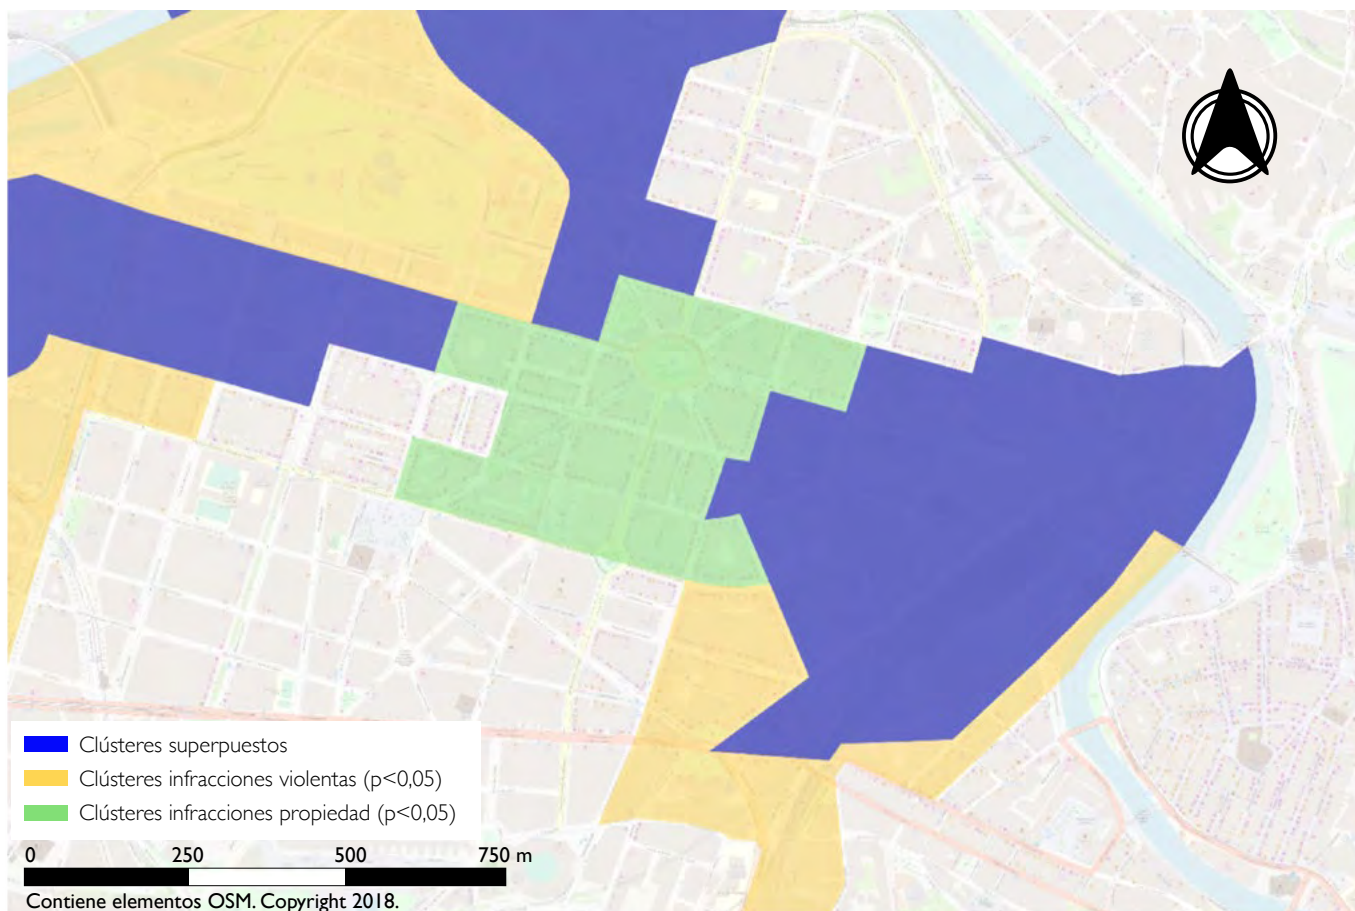 Clústeres superpuestos
Clústeres infracciones violentas (p<0,05)
Clústeres infracciones propiedad (p<0,05)
0 250 500 750 m
Contiene elementos OSM. Copyright 2018.